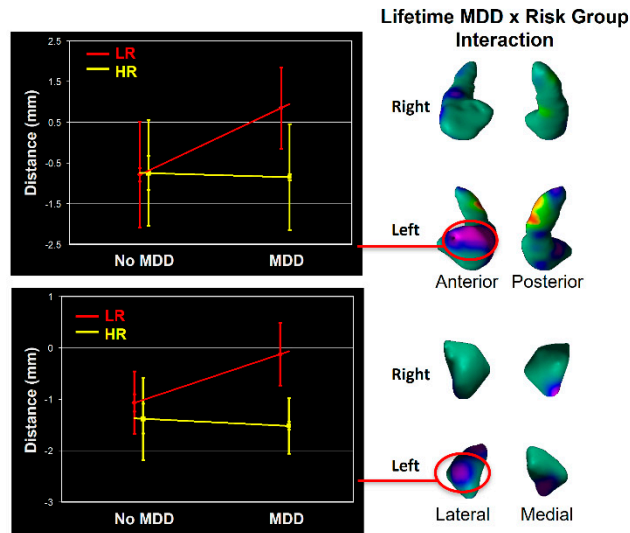 Lifetime MDD x Risk Group
Interaction
2.5
1.5
0.5
-0.5
-1.5
-2.5
Distance (mm)
LR
HR
No MDD
MDD
Right
Left
Anterior
Posterior
1
0
-1
-2
-3
Distance (mm)
LR
HR
No MDD
MDD
Right
Left
Lateral
Medial